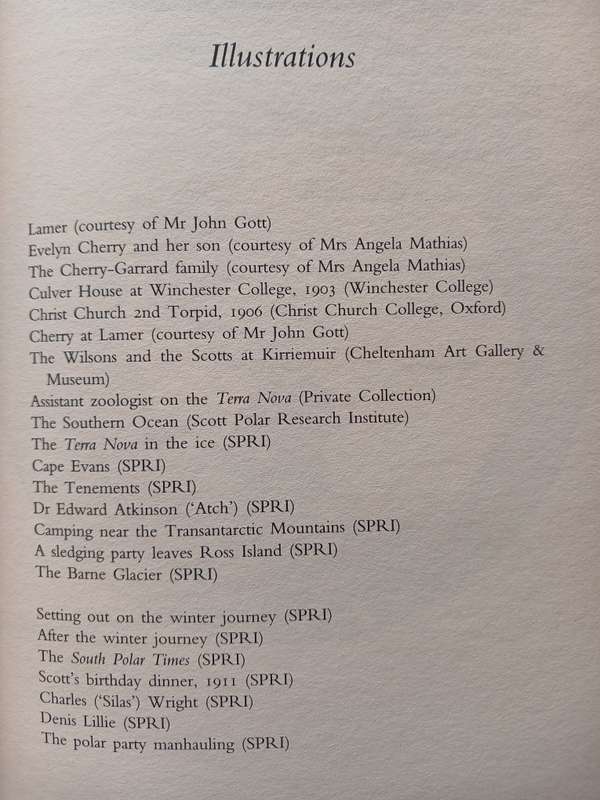 Illustrations
Lamer (courtesy of Mr John Gott)
Evelyn Cherry and her son (courtesy of Mrs Angela Mathias)
The Cherry-Garrard family (courtesy of Mrs Angela Mathias)
Culver House at Winchester College, 1903 (Winchester College)
Christ Church 2nd Torpid, 1906 (Christ Church College, Oxford)
Cherry at Lamer (courtesy of Mr John Gott)
The Wilsons and the Scotts at Kirriemuir (Cheltenham Art Gallery &
Museum)
Assistant zoologist on the Terra Nova (Private Collection)
The Southern Ocean (Scott Polar Research Institute)
The Terra Nova in the ice (SPRI)
Cape Evans (SPRI)
The Tenements (SPRI)
Dr Edward Atkinson (‘Atch’) (SPRI)
Camping near the Transantarctic Mountains (SPRI)
A sledging party leaves Ross Island (SPRI)
The Barne Glacier (SPRI)
Setting out on the winter journey (SPRI)
After the winter journey (SPRI)
The South Polar Times (SPRI)
Scott’s birthday dinner, 1911 (SPRI)
Charles (‘Silas’) Wright (SPRI)
Denis Lillie (SPRI)
The polar party manhauling (SPRI)